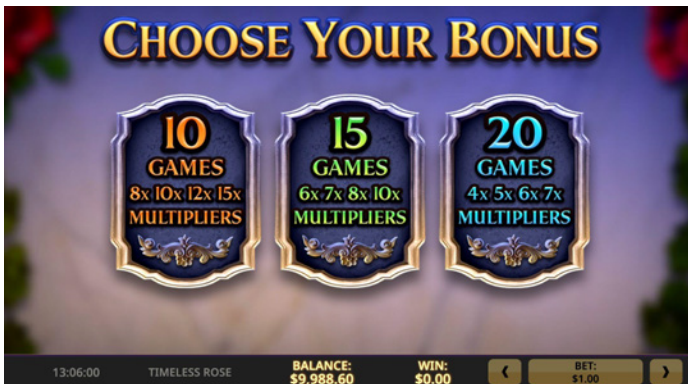 CHOOSE YOUR BONUS
10
GAMES
8x 10x 12x 15x
MULTIPLIERS
15
GAMES
6x 7x 8x 10x
MULTIPLIERS
20
GAMES
4x 5x 6x 7x
MULTIPLIERS
13:06:00
TIMELESS ROSE
BALANCE:
$9,988.60
WIN:
$0.00
BET:
$1.00